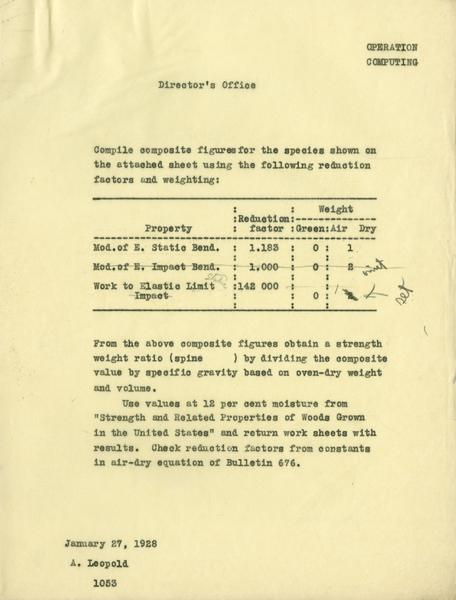 OPERATION
COMPUTING
Director's Office
Compile composite figures for the species shown on
the attached sheet using the following reduction
factors and weighting:
Property : Reduction factor : Weight
Green : Air Dry
Mod. of E. Static Bend. : 1.183 : 0 : 1
Mod. of E. Impact Bend. : 1.000 : 0 : 2
Work to Elastic Limit : 142 000 :
Impact : 0 :
omit
set
From the above composite figures obtain a strength
weight ratio (spine ) by dividing the composite
value by specific gravity based on oven-dry weight
and volume.
Use values at 12 per cent moisture from
"Strength and Related Properties of Woods Grown
in the United States" and return work sheets with
results. Check reduction factors from constants
in air-dry equation of Bulletin 676.
January 27, 1928
A. Leopold
1053